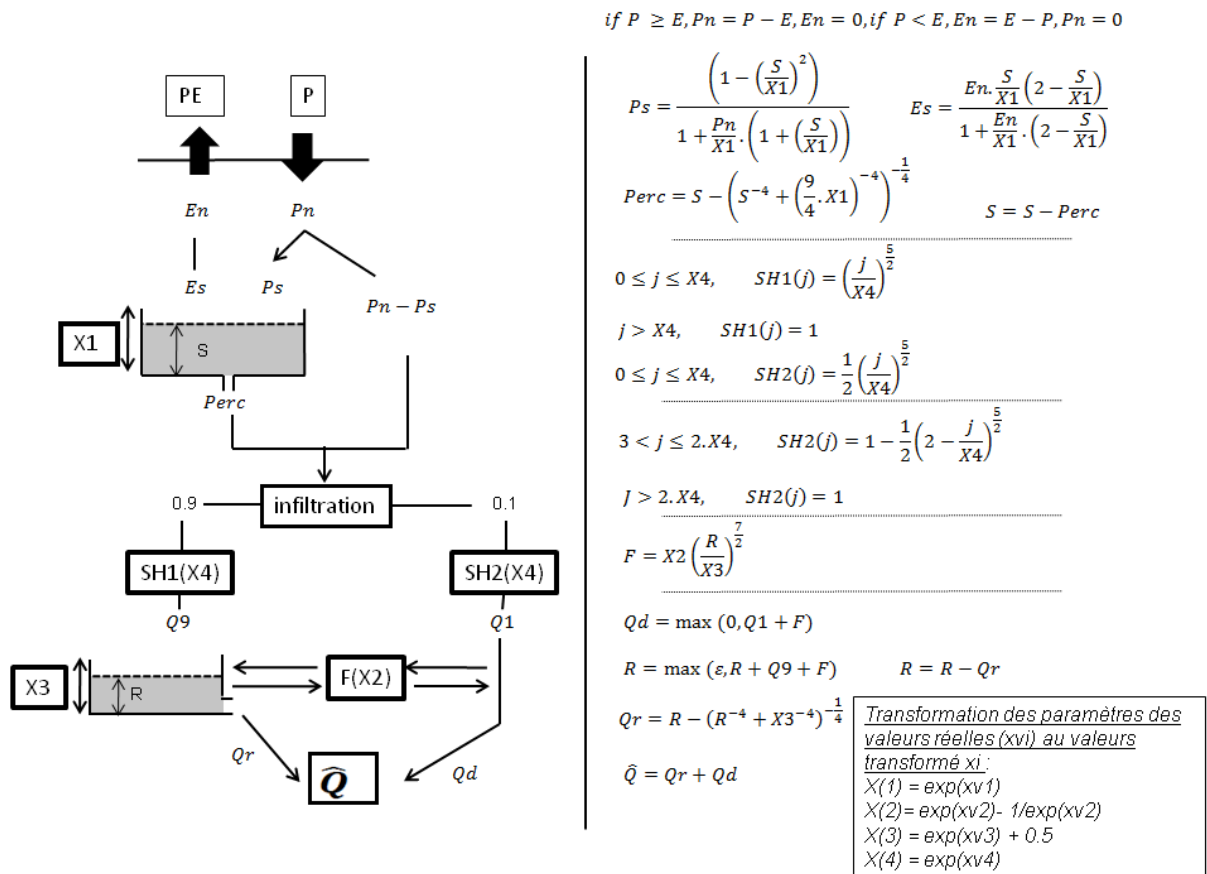 if P ≥ E, Pn = P − E, En = 0, if P < E, En = E − P, Pn = 0
PE
P
En
Pn
Es
Ps
Pn − Ps
X1
S
Perc
0.9
infiltration
0.1
SH1(X4)
SH2(X4)
Q9
Q1
X3
R
F(X2)
Qr
Q̂
Qd
Ps = (1 − (S/X1)^2) / (1 + Pn/X1 . (1 + (S/X1)))
Es = (En. S/X1 (2 − S/X1)) / (1 + En/X1 . (2 − S/X1))
Perc = S − (S^−4 + (9/4 . X1)^−4)^−1/4
S = S − Perc
0 ≤ j ≤ X4, SH1(j) = (j/X4)^5/2
j > X4, SH1(j) = 1
0 ≤ j ≤ X4, SH2(j) = 1/2 (j/X4)^5/2
3 < j ≤ 2. X4, SH2(j) = 1 − 1/2 (2 − j/X4)^5/2
J > 2. X4, SH2(j) = 1
F = X2 (R/X3)^7/2
Qd = max (0, Q1 + F)
R = max (ε, R + Q9 + F) R = R − Qr
Qr = R − (R^−4 + X3^−4)^−1/4
Q̂ = Qr + Qd
Transformation des paramètres des
valeurs réelles (xvi) au valeurs
transformé xi :
X(1) = exp(xv1)
X(2)= exp(xv2)- 1/exp(xv2)
X(3) = exp(xv3) + 0.5
X(4) = exp(xv4)